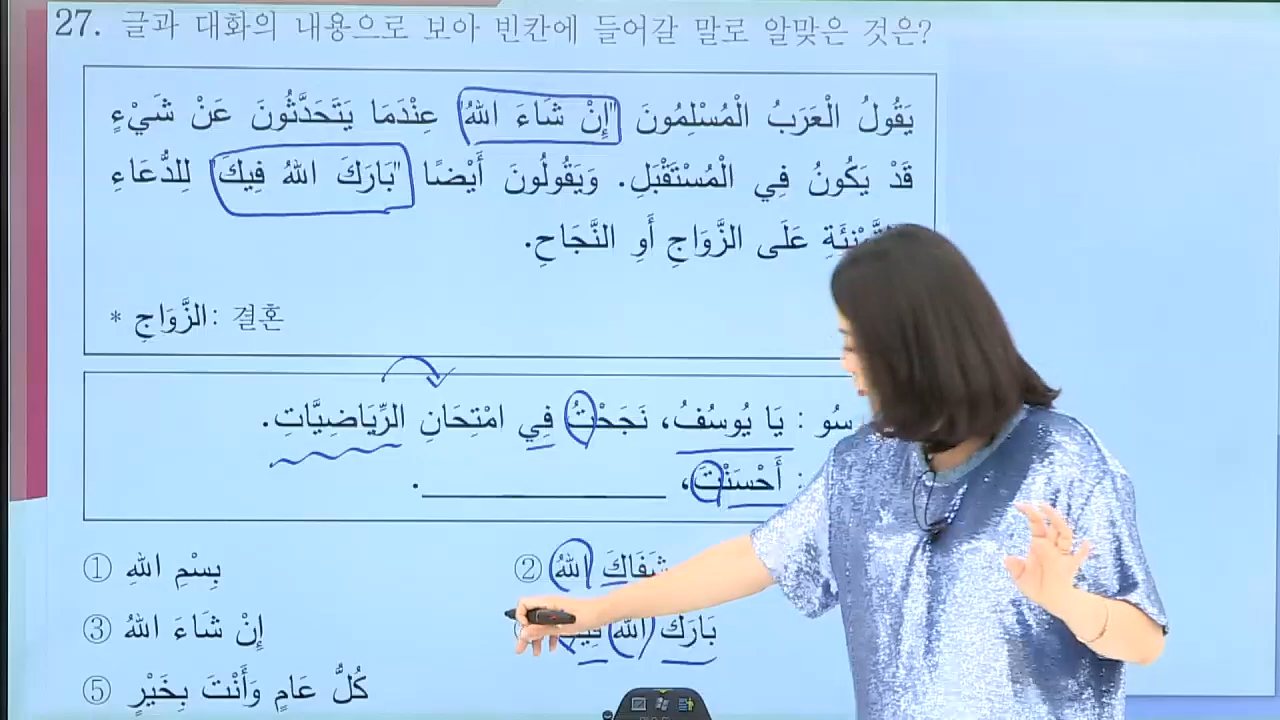 27. 글과 대화의 내용으로 보아 빈칸에 들어갈 말로 알맞은 것은?
يَقُولُ الْعَرَبُ الْمُسْلِمُونَ "إِنْ شَاءَ اللهُ" عِنْدَمَا يَتَحَدَّثُونَ عَنْ شَيْءٍ
قَدْ يَكُونُ فِي الْمُسْتَقْبَلِ. وَيَقُولُونَ أَيْضًا "بَارَكَ اللهُ فِيكَ" لِلدُّعَاءِ
عَلَى الزَّوَاجِ أَوِ النَّجَاحِ.
* الزَّوَاجِ: 결혼
سُو : يَا يُوسُفُ، نَجَحْتُ فِي امْتِحَانِ الرِّيَاضِيَّاتِ.
: أَحْسَنْتَ، ____________.
① بِسْمِ اللهِ
② شَفَاكَ اللهُ
③ إِنْ شَاءَ اللهُ
بَارَكَ اللهُ فِيكَ
⑤ كُلُّ عَامٍ وَأَنْتَ بِخَيْرٍ